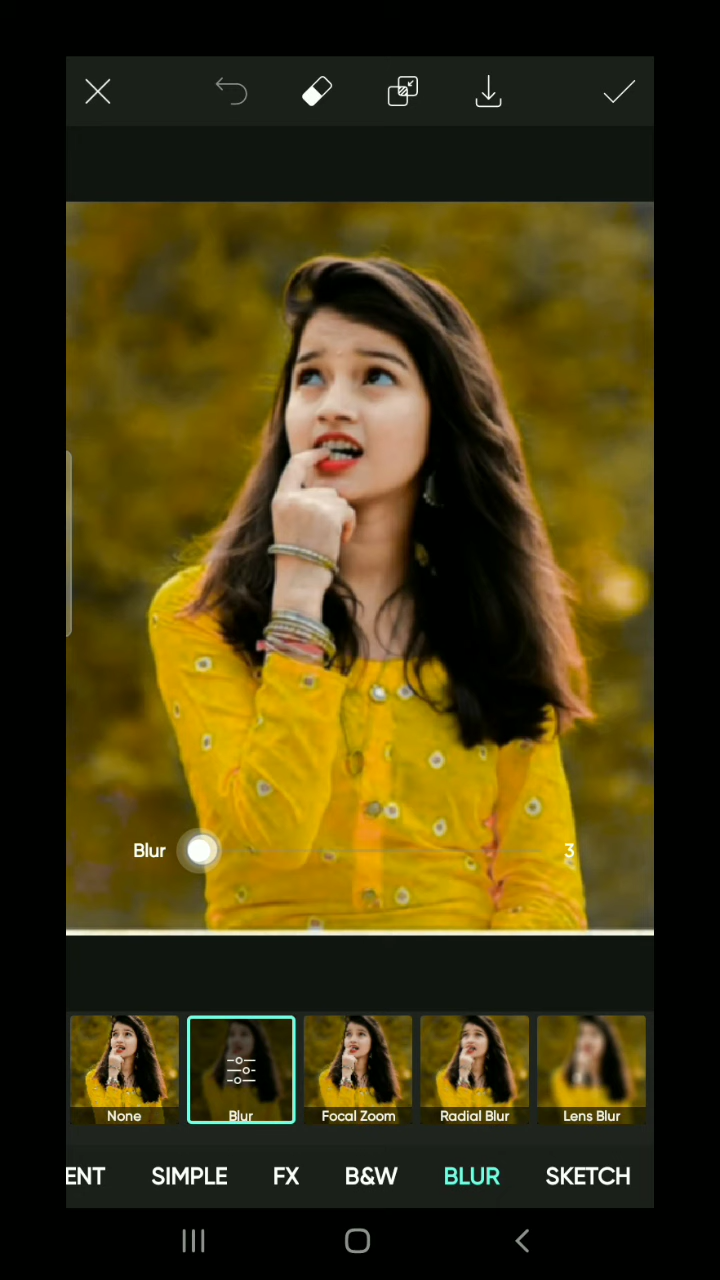 Blur 3
None Blur Focal Zoom Radial Blur Lens Blur
ENT SIMPLE FX B&W BLUR SKETCH